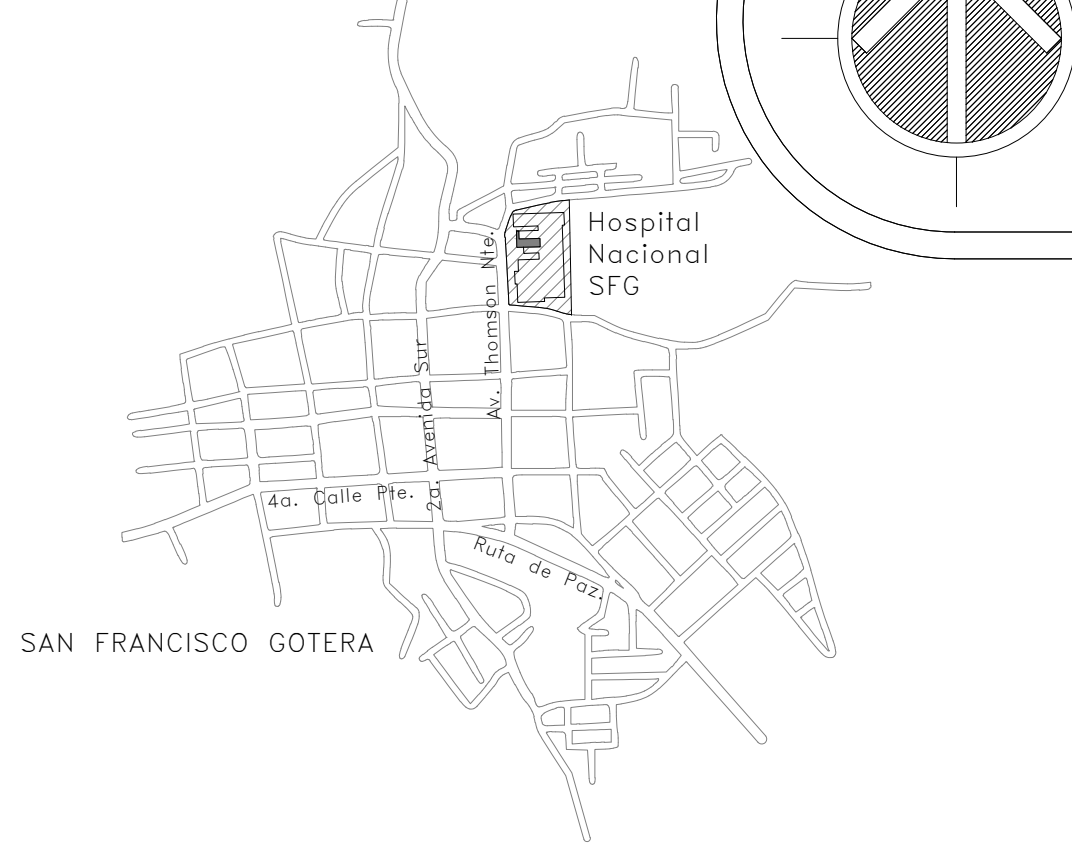 Hospital
Nacional
SFG
Av. Thomson Nte.
2a. Avenida Sur
4a. Calle Pte.
Ruta de Paz.
SAN FRANCISCO GOTERA